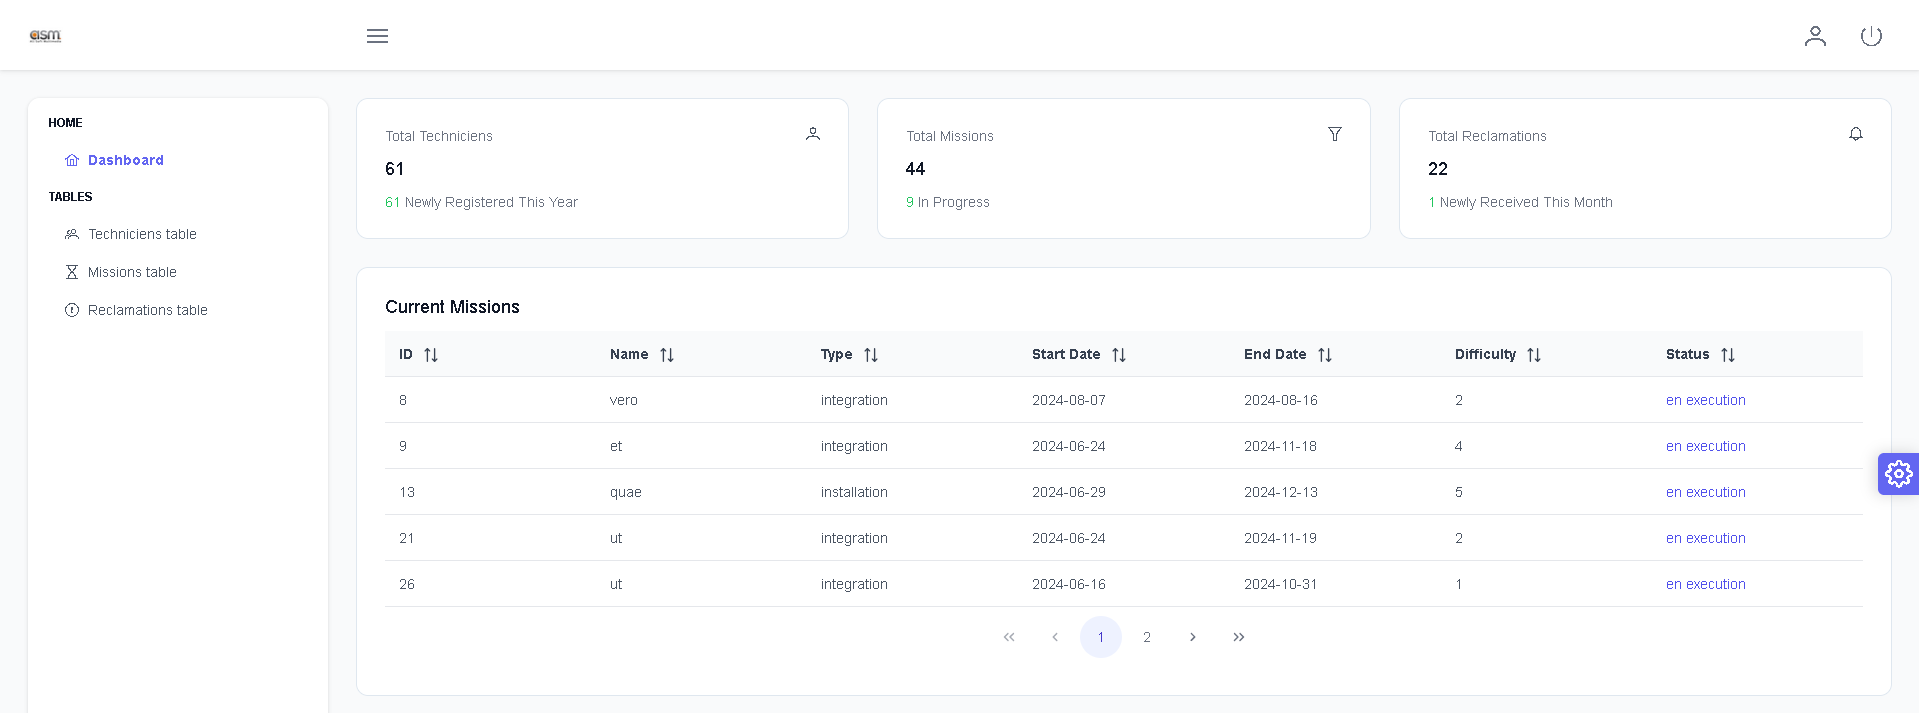 asm
HOME
Dashboard
TABLES
Techniciens table
Missions table
Reclamations table
Total Techniciens
61
61 Newly Registered This Year
Total Missions
44
9 In Progress
Total Reclamations
22
1 Newly Received This Month
Current Missions
ID Name Type Start Date End Date Difficulty Status
8 vero integration 2024-08-07 2024-08-16 2 en execution
9 et integration 2024-06-24 2024-11-18 4 en execution
13 quae installation 2024-06-29 2024-12-13 5 en execution
21 ut integration 2024-06-24 2024-11-19 2 en execution
26 ut integration 2024-06-16 2024-10-31 1 en execution
« ‹ 1 2 › »